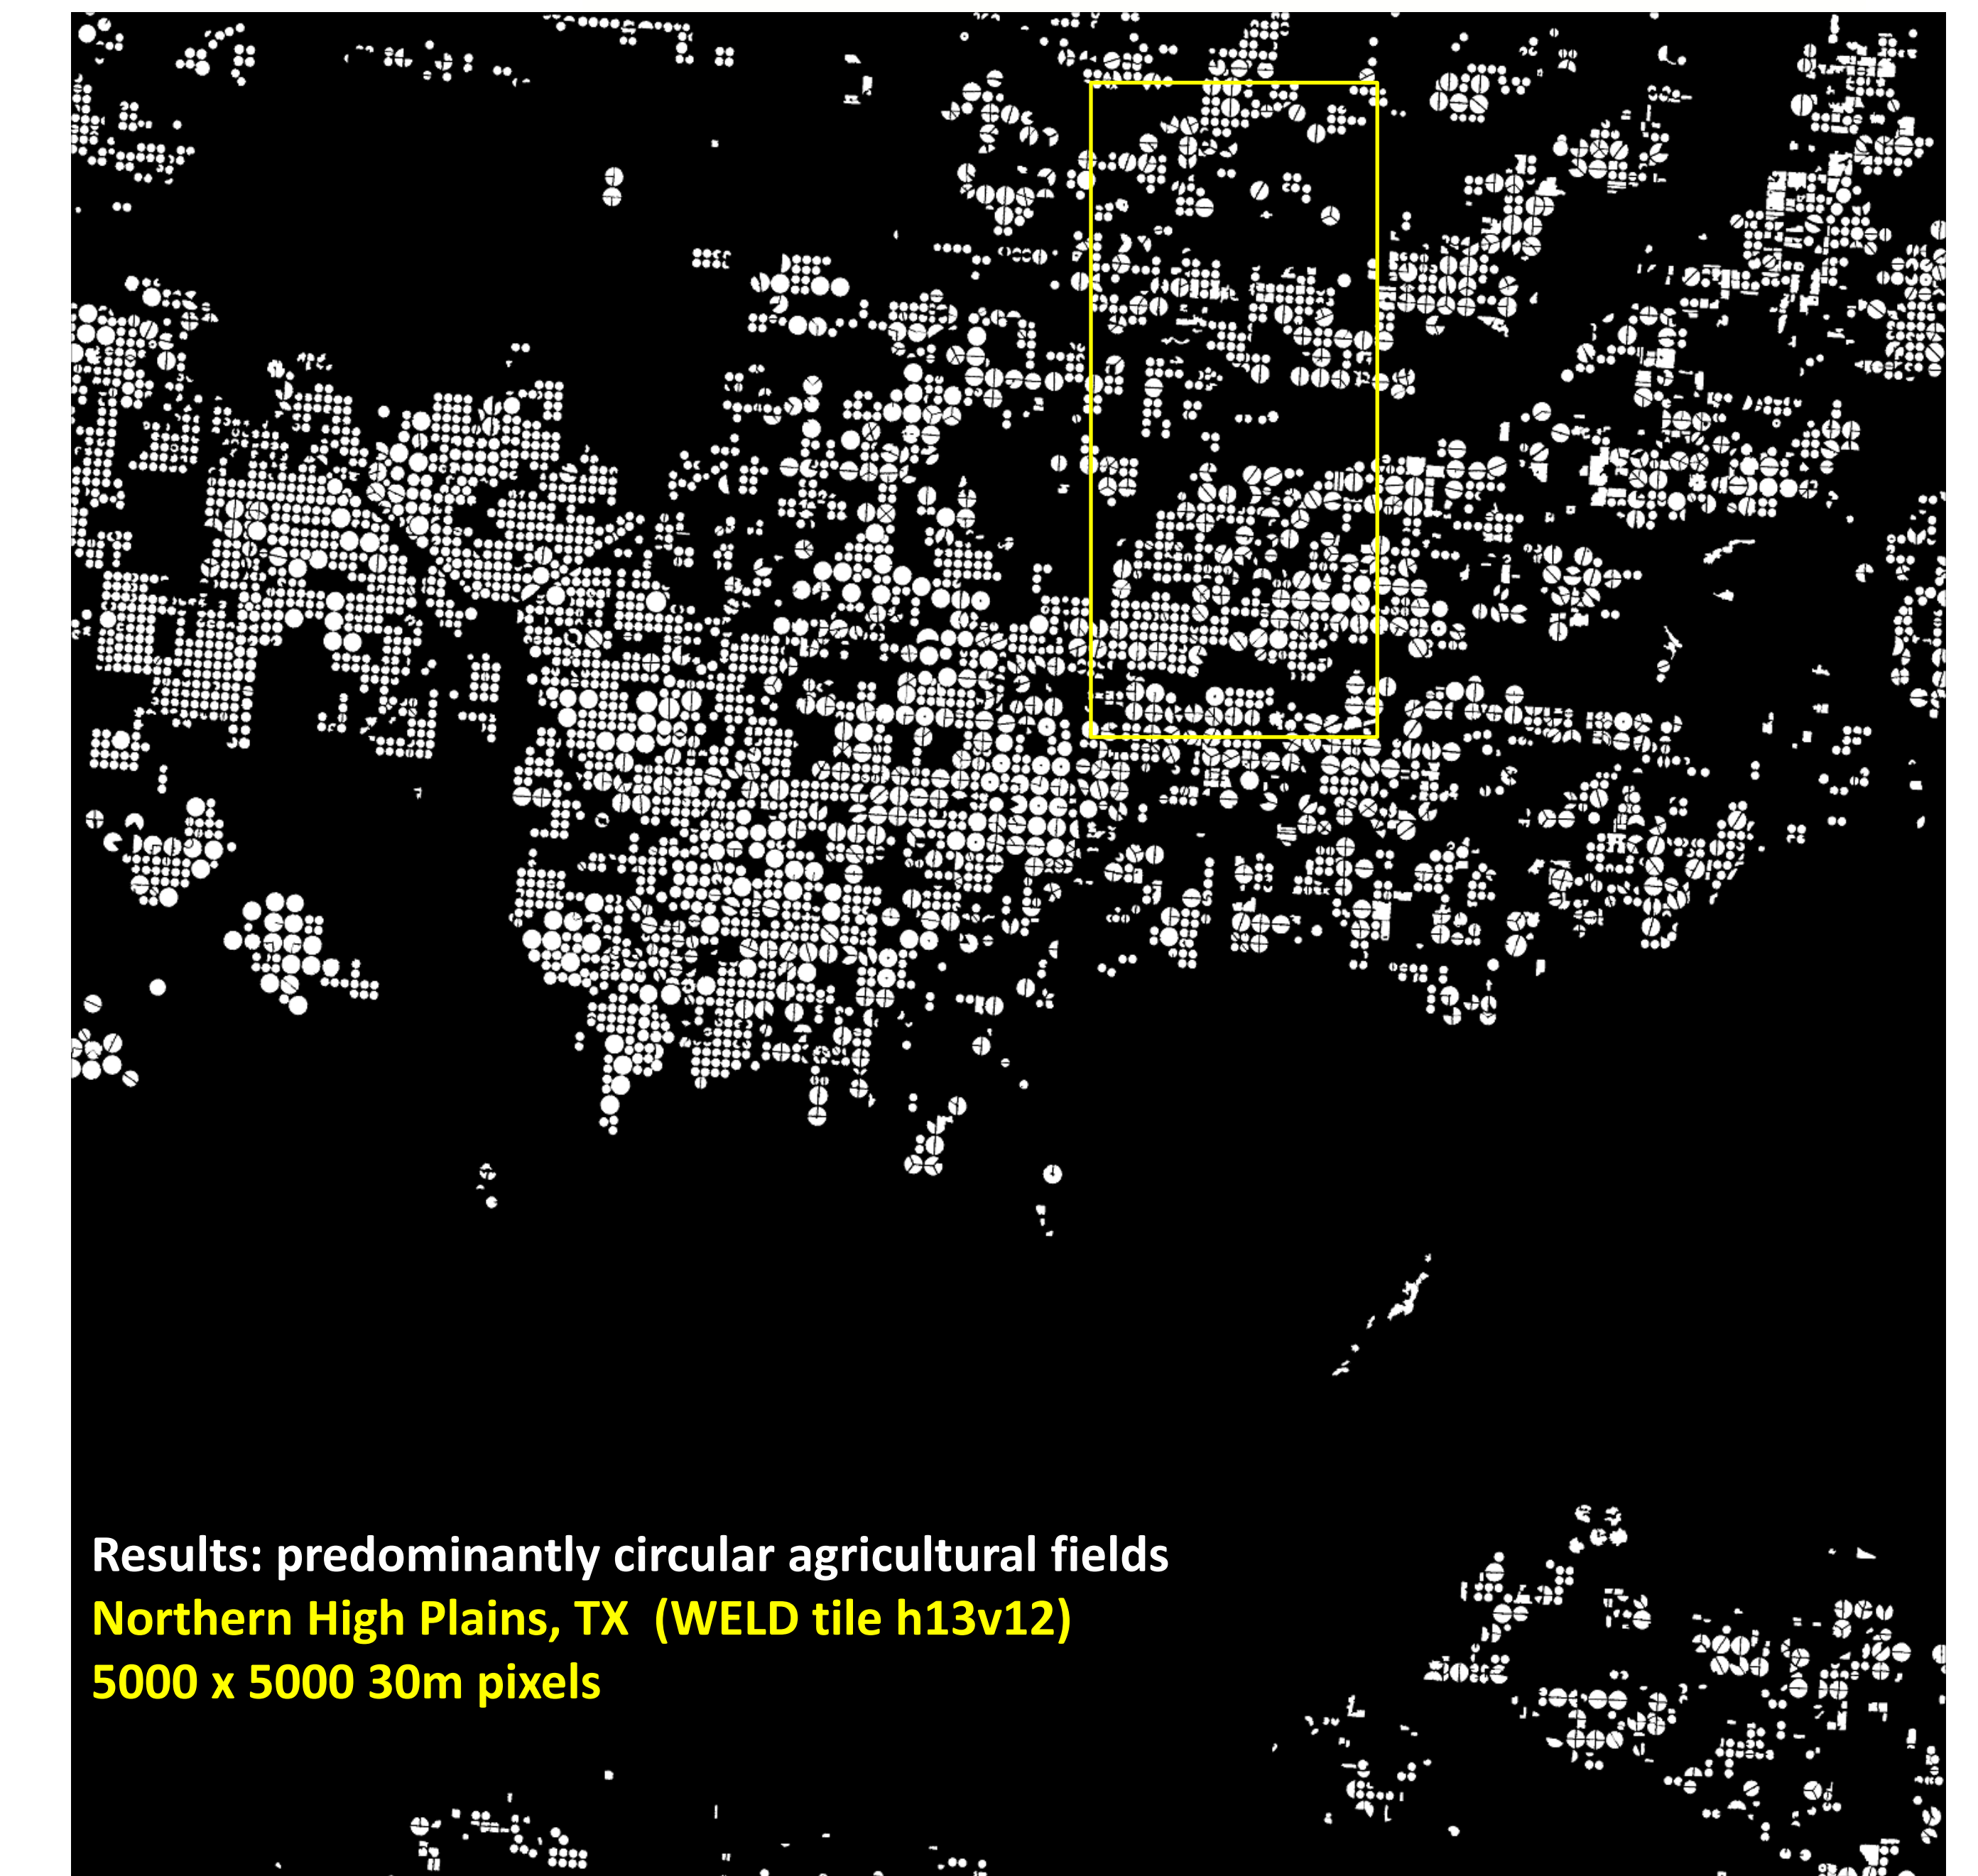 Results: predominantly circular agricultural fields
Northern High Plains, TX (WELD tile h13v12)
5000 x 5000 30m pixels